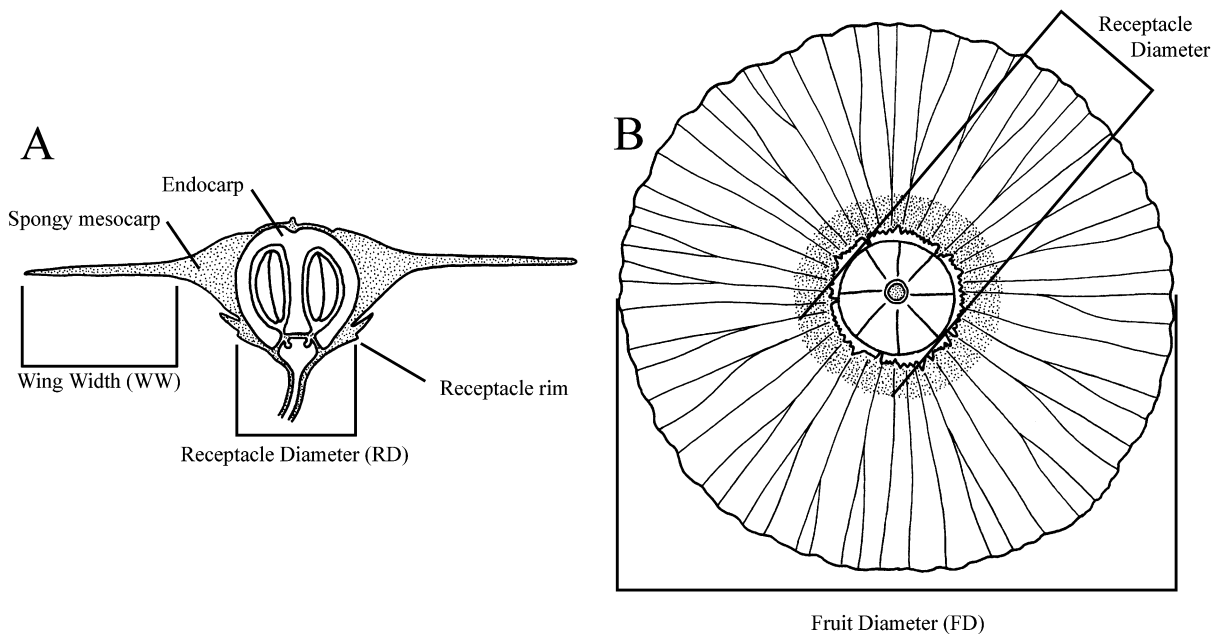 A
Endocarp
Spongy mesocarp
Wing Width (WW)
Receptacle rim
Receptacle Diameter (RD)
B
Receptacle
Diameter
Fruit Diameter (FD)